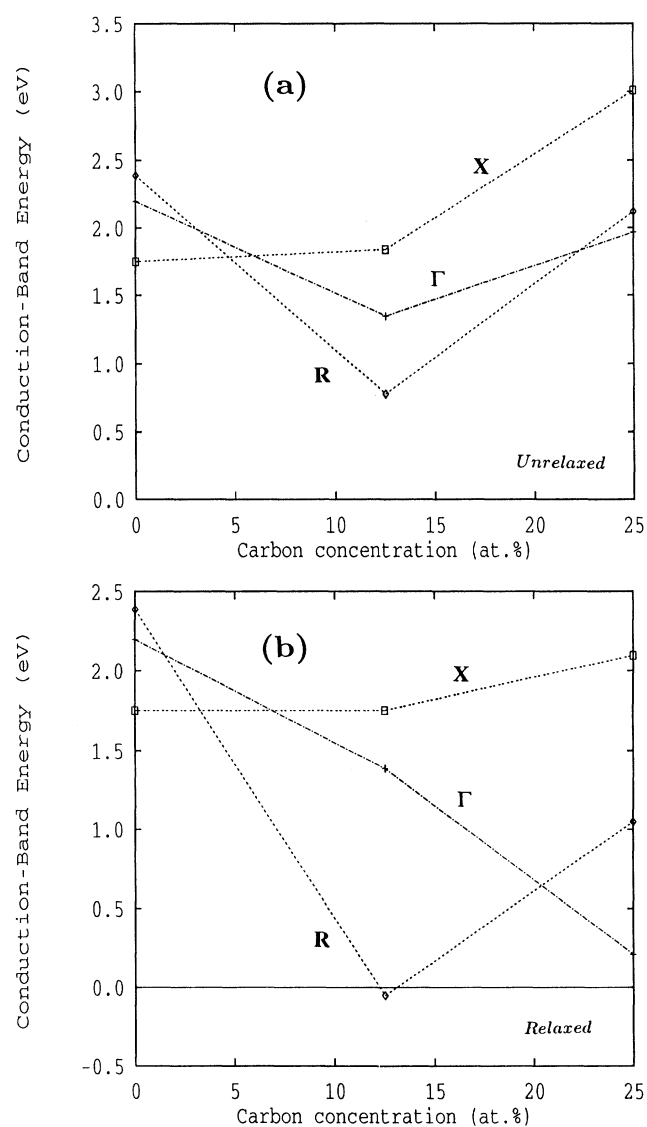 (a)
Conduction-Band Energy (eV)
3.5
3.0
2.5
2.0
1.5
1.0
0.5
0.0
X
Γ
R
Unrelaxed
0 5 10 15 20 25
Carbon concentration (at.%)
(b)
Conduction-Band Energy (eV)
2.5
2.0
1.5
1.0
0.5
0.0
-0.5
X
Γ
R
Relaxed
0 5 10 15 20 25
Carbon concentration (at.%)